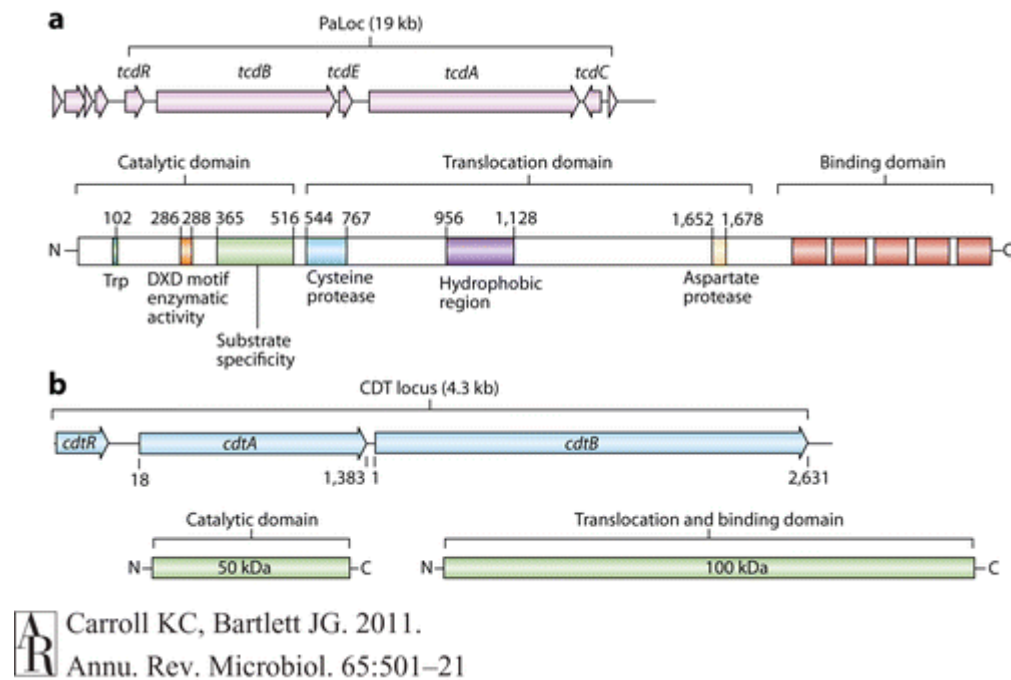 a
PaLoc (19 kb)
tcdR tcdB tcdE tcdA tcdC
Catalytic domain Translocation domain Binding domain
102 286 288 365 516 544 767 956 1,128 1,652 1,678
N C
Trp DXD motif Cysteine Hydrophobic Aspartate
enzymatic protease region protease
activity
Substrate
specificity
b
CDT locus (4.3 kb)
cdtR cdtA cdtB
18 1,383 1 2,631
Catalytic domain Translocation and binding domain
N 50 kDa C N 100 kDa C
AR Carroll KC, Bartlett JG. 2011.
Annu. Rev. Microbiol. 65:501–21